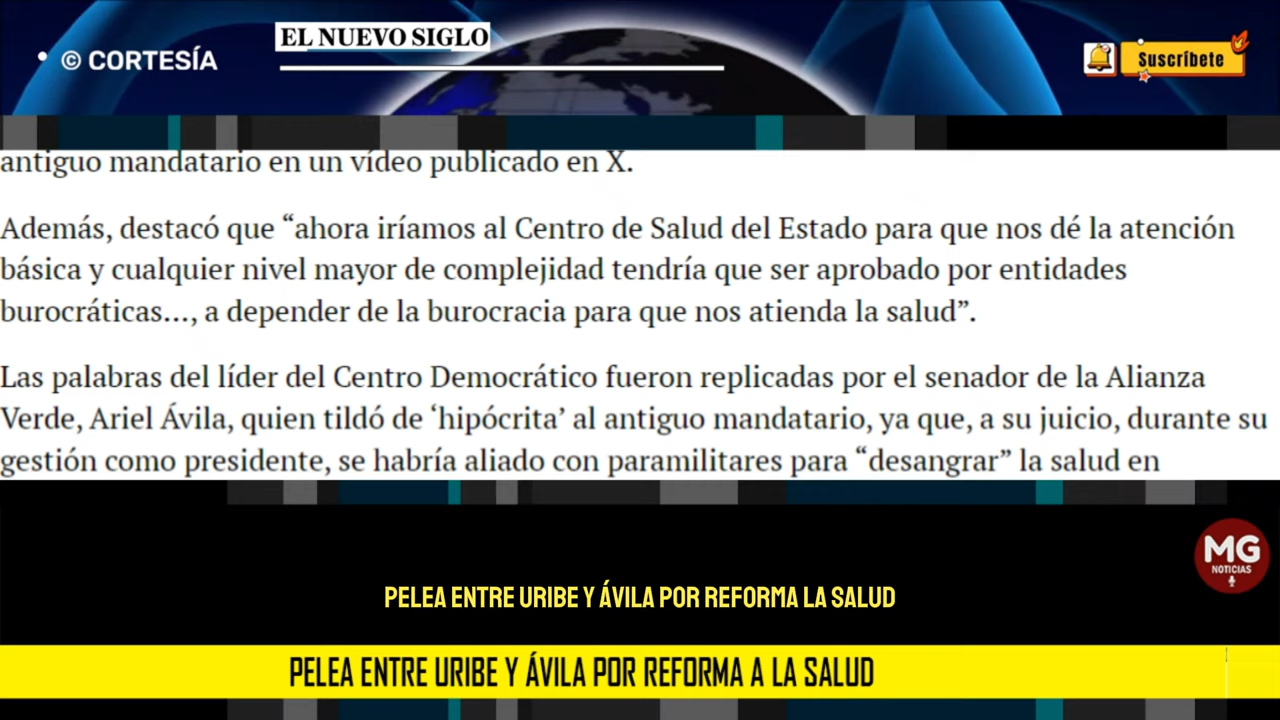 EL NUEVO SIGLO
© CORTESÍA
Suscríbete
antiguo mandatario en un vídeo publicado en X.
Además, destacó que “ahora iríamos al Centro de Salud del Estado para que nos dé la atención
básica y cualquier nivel mayor de complejidad tendría que ser aprobado por entidades
burocráticas..., a depender de la burocracia para que nos atienda la salud”.
Las palabras del líder del Centro Democrático fueron replicadas por el senador de la Alianza
Verde, Ariel Ávila, quien tildó de ‘hipócrita’ al antiguo mandatario, ya que, a su juicio, durante su
gestión como presidente, se habría aliado con paramilitares para “desangrar” la salud en
MG
NOTICIAS
PELEA ENTRE URIBE Y ÁVILA POR REFORMA LA SALUD
PELEA ENTRE URIBE Y ÁVILA POR REFORMA A LA SALUD